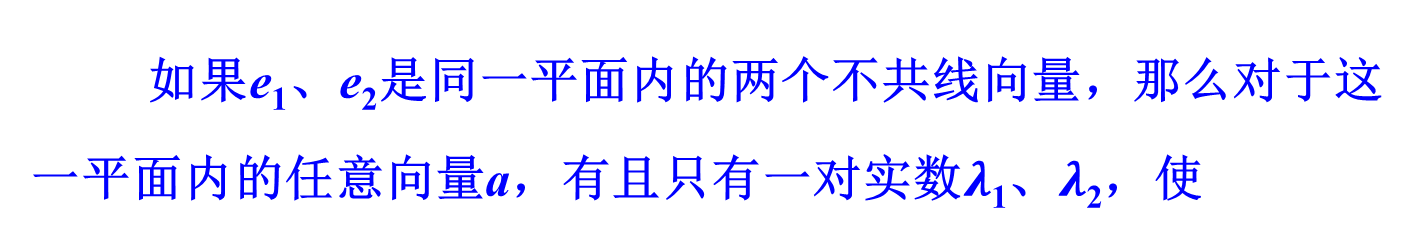 如果e₁、e₂是同一平面内的两个不共线向量，那么对于这
一平面内的任意向量a，有且只有一对实数λ₁、λ₂，使